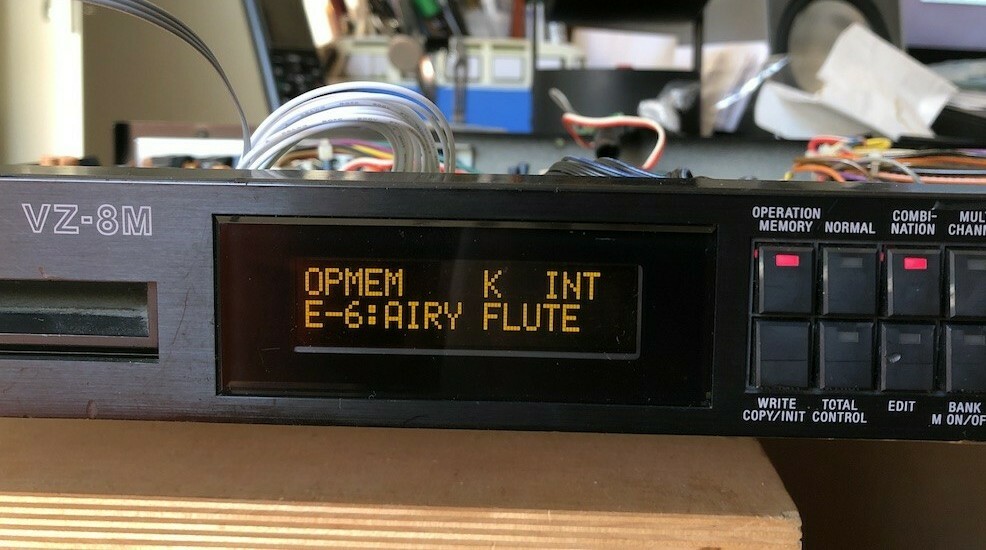 VZ-8M
OPMEM K INT
E-6:AIRY FLUTE
OPERATION
MEMORY
NORMAL
COMBI-
NATION
WRITE
COPY/INIT
TOTAL
CONTROL
EDIT
BANK